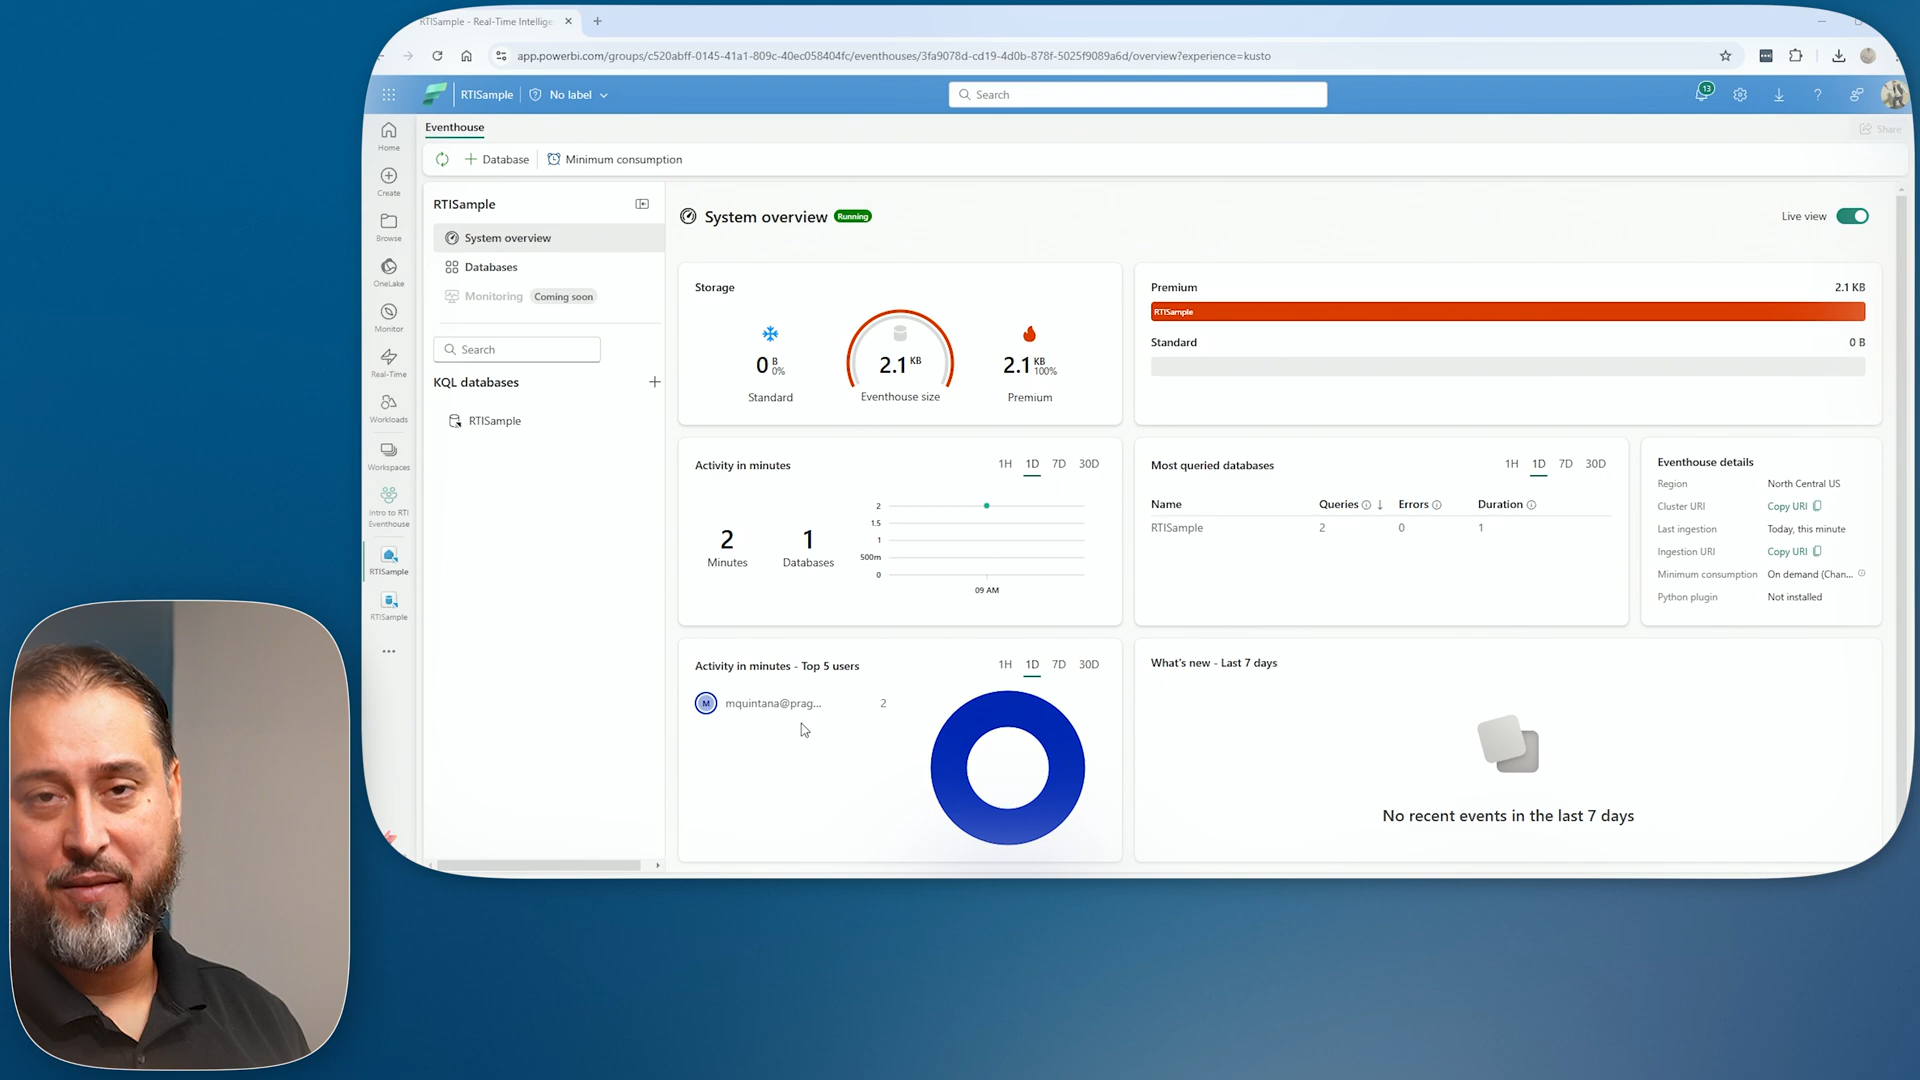 RTISample - Real-Time Intellige
app.powerbi.com/groups/c520abff-0145-41a1-809c-40ec058404fc/eventhouses/3fa9078d-cd19-4d0b-878f-5025f9089a6d/overview?experience=kusto
RTISample
No label
Search
13
Home
Create
Browse
OneLake
Monitor
Real-Time
Workloads
Workspaces
Intro to RTI
Eventhouse
RTISample
RTISample
Eventhouse
Share
Database
Minimum consumption
RTISample
System overview
Databases
Monitoring Coming soon
Search
KQL databases
RTISample
System overview Running
Live view
Storage
0 B 0%
Standard
2.1 KB
Eventhouse size
2.1 KB 100%
Premium
Premium 2.1 KB
RTISample
Standard 0 B
Activity in minutes
1H 1D 7D 30D
2
Minutes
1
Databases
2
1.5
1
500m
0
09 AM
Most queried databases
1H 1D 7D 30D
Name Queries Errors Duration
RTISample 2 0 1
Eventhouse details
Region North Central US
Cluster URI Copy URI
Last ingestion Today, this minute
Ingestion URI Copy URI
Minimum consumption On demand (Chan...
Python plugin Not installed
Activity in minutes - Top 5 users
1H 1D 7D 30D
M mquintana@prag... 2
What's new - Last 7 days
No recent events in the last 7 days